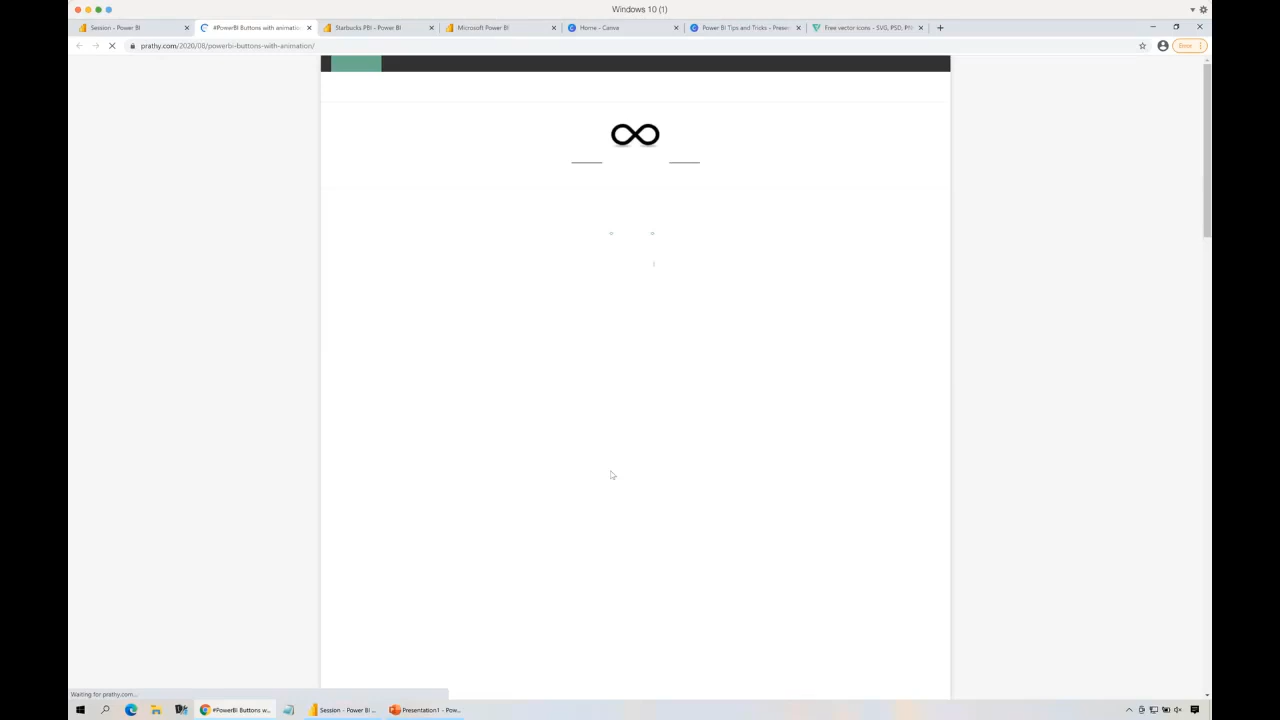 Windows 10 (1)
Session - Power BI
#PowerBI Buttons with animatio
Starbucks PBI - Power BI
Microsoft Power BI
Home - Canva
Power BI Tips and Tricks - Presen
Free vector icons - SVG, PSD, PN
prathy.com/2020/08/powerbi-buttons-with-animation/
Waiting for prathy.com...
#PowerBI Buttons w...
Session - Power BI ...
Presentation1 - Pow...